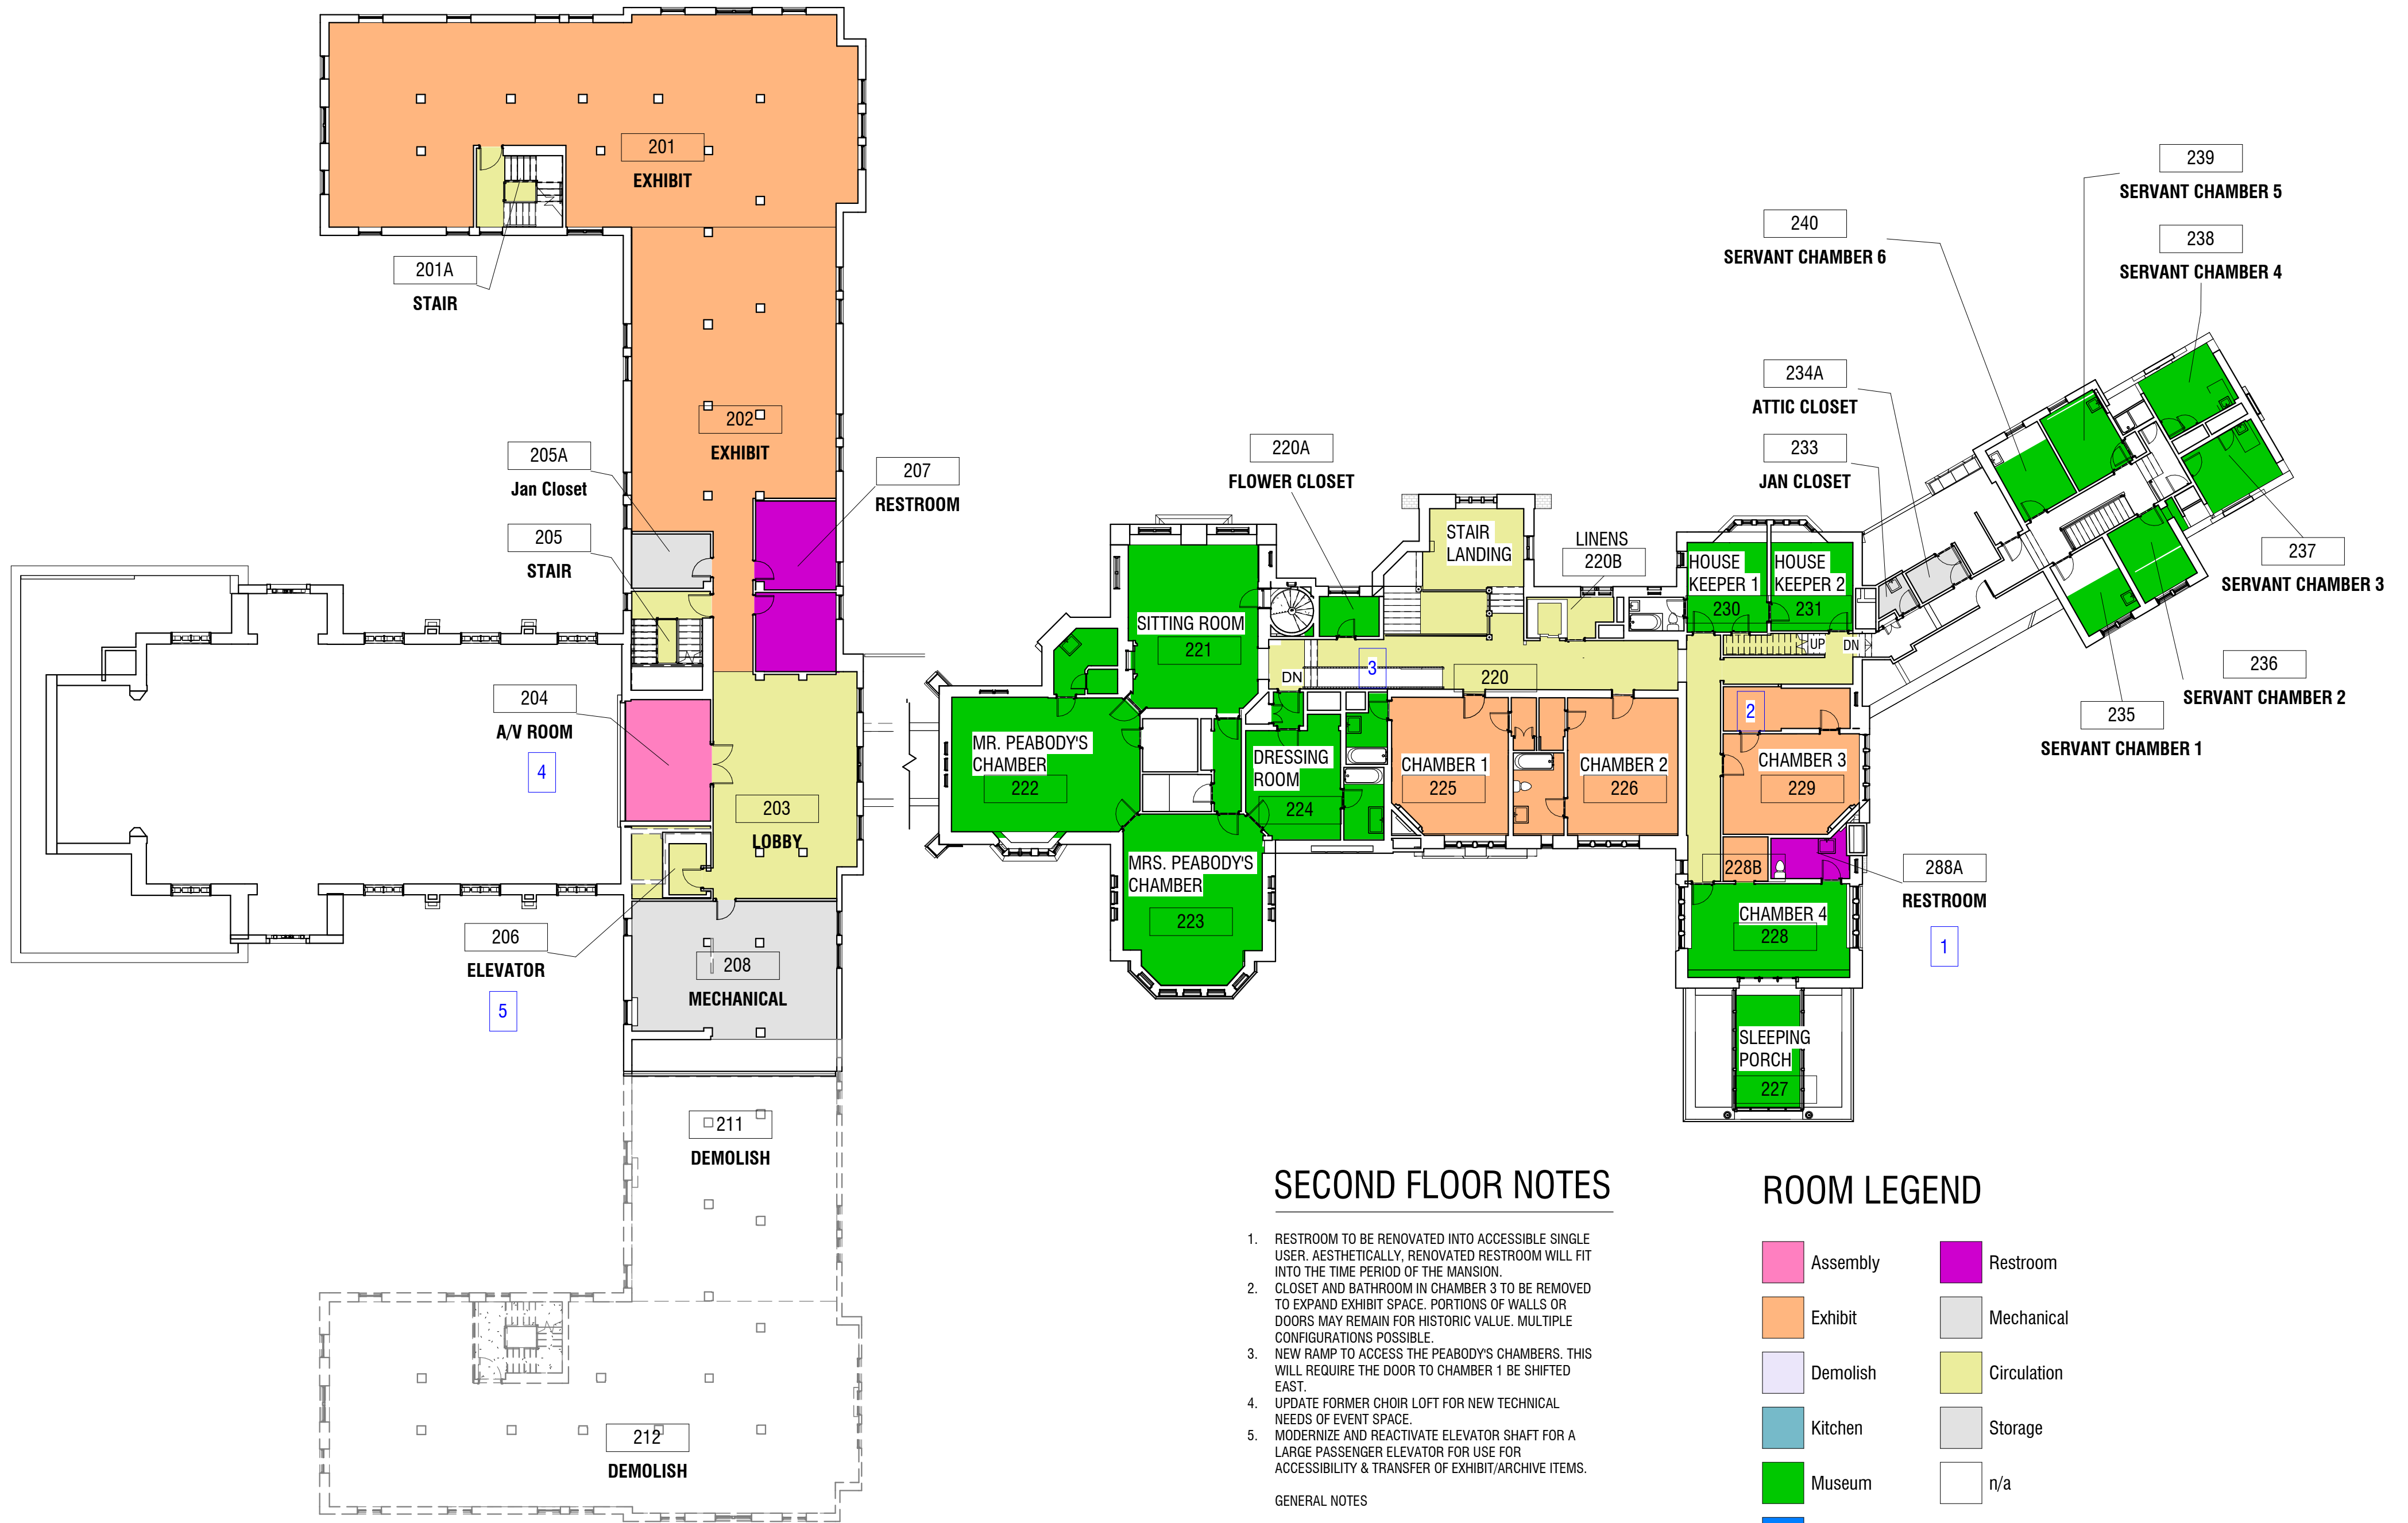 201
EXHIBIT
201A
STAIR
202
EXHIBIT
205A
Jan Closet
207
RESTROOM
205
STAIR
204
A/V ROOM
4
203
LOBBY
206
ELEVATOR
5
208
MECHANICAL
211
DEMOLISH
212
DEMOLISH
239
SERVANT CHAMBER 5
240
SERVANT CHAMBER 6
238
SERVANT CHAMBER 4
234A
ATTIC CLOSET
233
JAN CLOSET
220A
FLOWER CLOSET
STAIR
LANDING
LINENS
220B
HOUSE
KEEPER 1
230
HOUSE
KEEPER 2
231
237
SERVANT CHAMBER 3
236
SERVANT CHAMBER 2
235
SERVANT CHAMBER 1
SITTING ROOM
221
DN
3
220
UP
DN
2
MR. PEABODY'S
CHAMBER
222
DRESSING
ROOM
224
CHAMBER 1
225
CHAMBER 2
226
CHAMBER 3
229
MRS. PEABODY'S
CHAMBER
223
228B
288A
RESTROOM
1
CHAMBER 4
228
SLEEPING
PORCH
227
SECOND FLOOR NOTES
1. RESTROOM TO BE RENOVATED INTO ACCESSIBLE SINGLE
USER. AESTHETICALLY, RENOVATED RESTROOM WILL FIT
INTO THE TIME PERIOD OF THE MANSION.
2. CLOSET AND BATHROOM IN CHAMBER 3 TO BE REMOVED
TO EXPAND EXHIBIT SPACE. PORTIONS OF WALLS OR
DOORS MAY REMAIN FOR HISTORIC VALUE. MULTIPLE
CONFIGURATIONS POSSIBLE.
3. NEW RAMP TO ACCESS THE PEABODY'S CHAMBERS. THIS
WILL REQUIRE THE DOOR TO CHAMBER 1 BE SHIFTED
EAST.
4. UPDATE FORMER CHOIR LOFT FOR NEW TECHNICAL
NEEDS OF EVENT SPACE.
5. MODERNIZE AND REACTIVATE ELEVATOR SHAFT FOR A
LARGE PASSENGER ELEVATOR FOR USE FOR
ACCESSIBILITY & TRANSFER OF EXHIBIT/ARCHIVE ITEMS.
GENERAL NOTES
ROOM LEGEND
Assembly
Exhibit
Demolish
Kitchen
Museum
Restroom
Mechanical
Circulation
Storage
n/a